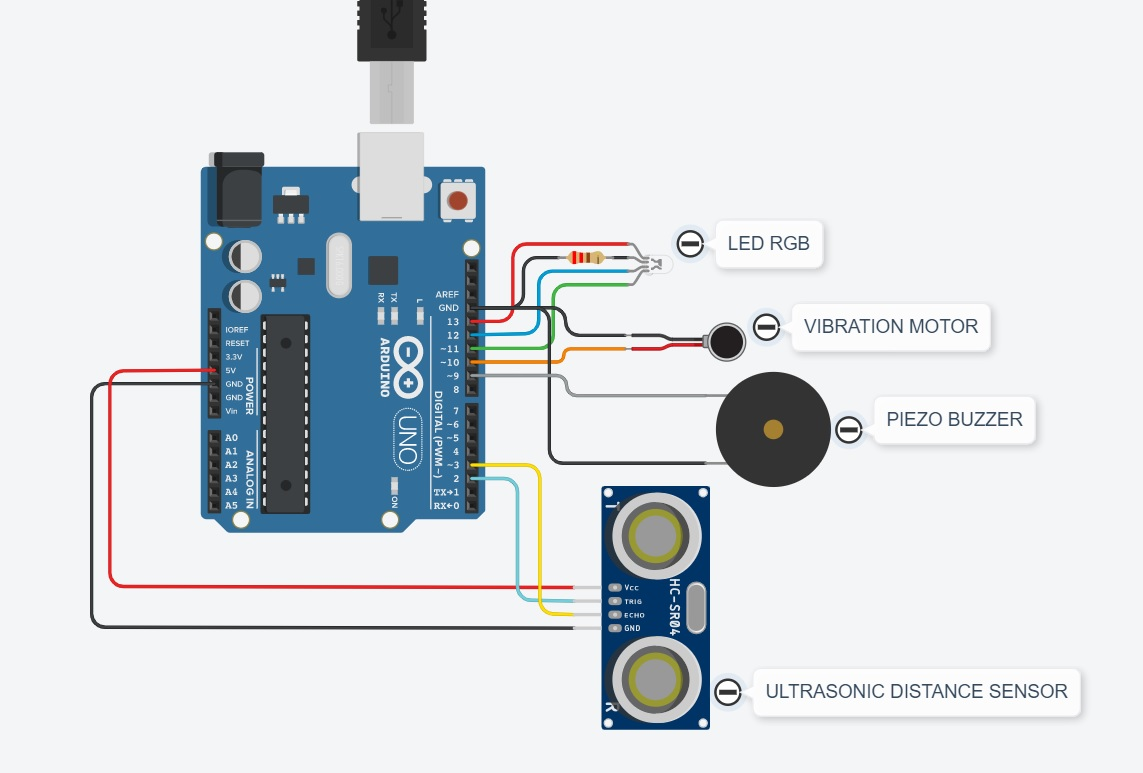 LED RGB
VIBRATION MOTOR
PIEZO BUZZER
ULTRASONIC DISTANCE SENSOR
AREF
GND
13
12
~11
~10
~9
8
7
~6
~5
4
~3
2
TX→1
RX←0
DIGITAL (PWM~)
IOREF
RESET
3.3V
5V
GND
GND
Vin
POWER
A0
A1
A2
A3
A4
A5
ANALOG IN
RX
TX
L
ARDUINO
UNO
ON
T
Vcc
TRIG
ECHO
GND
HC-SR04
R